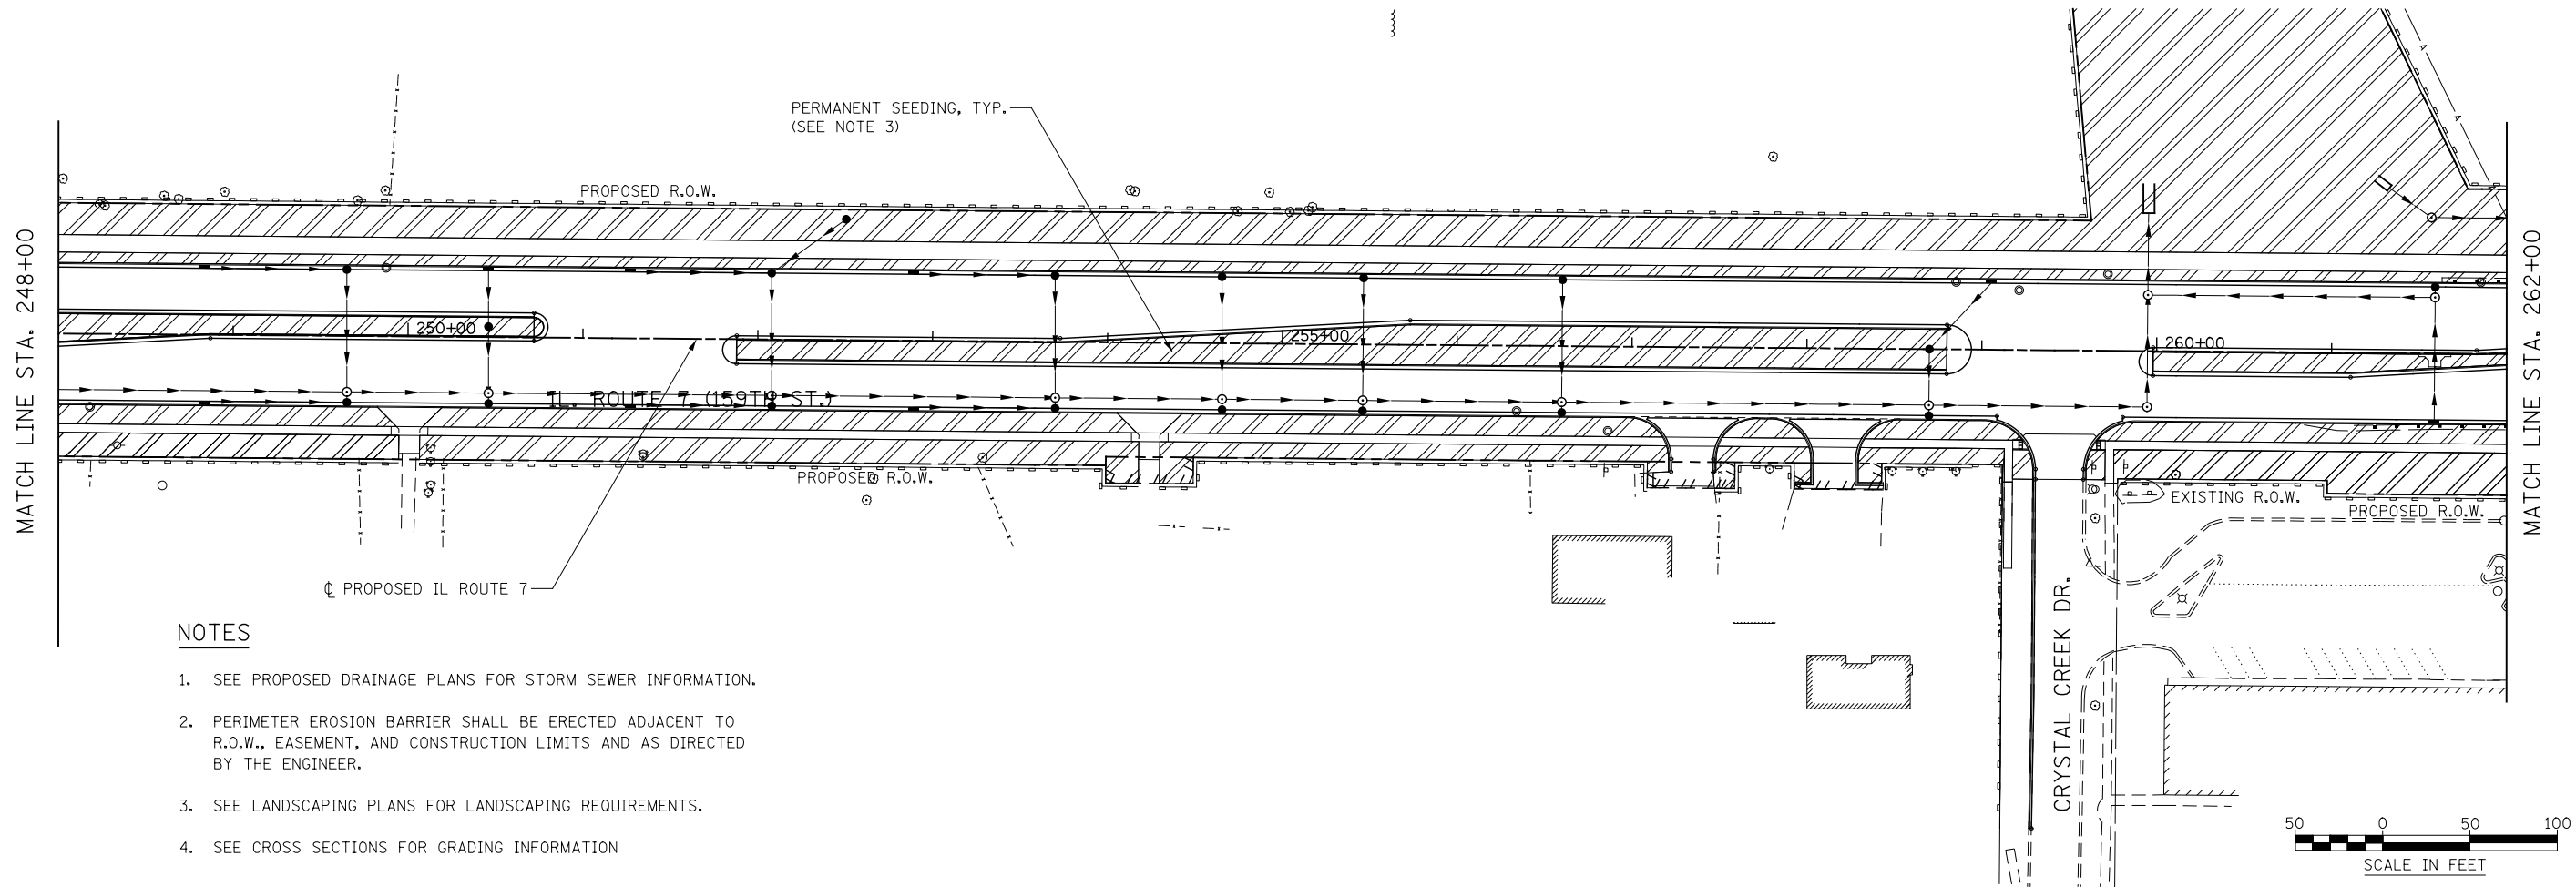 PERMANENT SEEDING, TYP.
(SEE NOTE 3)
PROPOSED R.O.W.
MATCH LINE STA. 248+00
MATCH LINE STA. 262+00
A
A
250+00
255+00
260+00
IL. ROUTE 7 (159TH ST.)
PROPOSED R.O.W.
EXISTING R.O.W.
PROPOSED R.O.W.
℄ PROPOSED IL ROUTE 7
CRYSTAL CREEK DR.
NOTES
1. SEE PROPOSED DRAINAGE PLANS FOR STORM SEWER INFORMATION.
2. PERIMETER EROSION BARRIER SHALL BE ERECTED ADJACENT TO
R.O.W., EASEMENT, AND CONSTRUCTION LIMITS AND AS DIRECTED
BY THE ENGINEER.
3. SEE LANDSCAPING PLANS FOR LANDSCAPING REQUIREMENTS.
4. SEE CROSS SECTIONS FOR GRADING INFORMATION
50 0 50 100
SCALE IN FEET